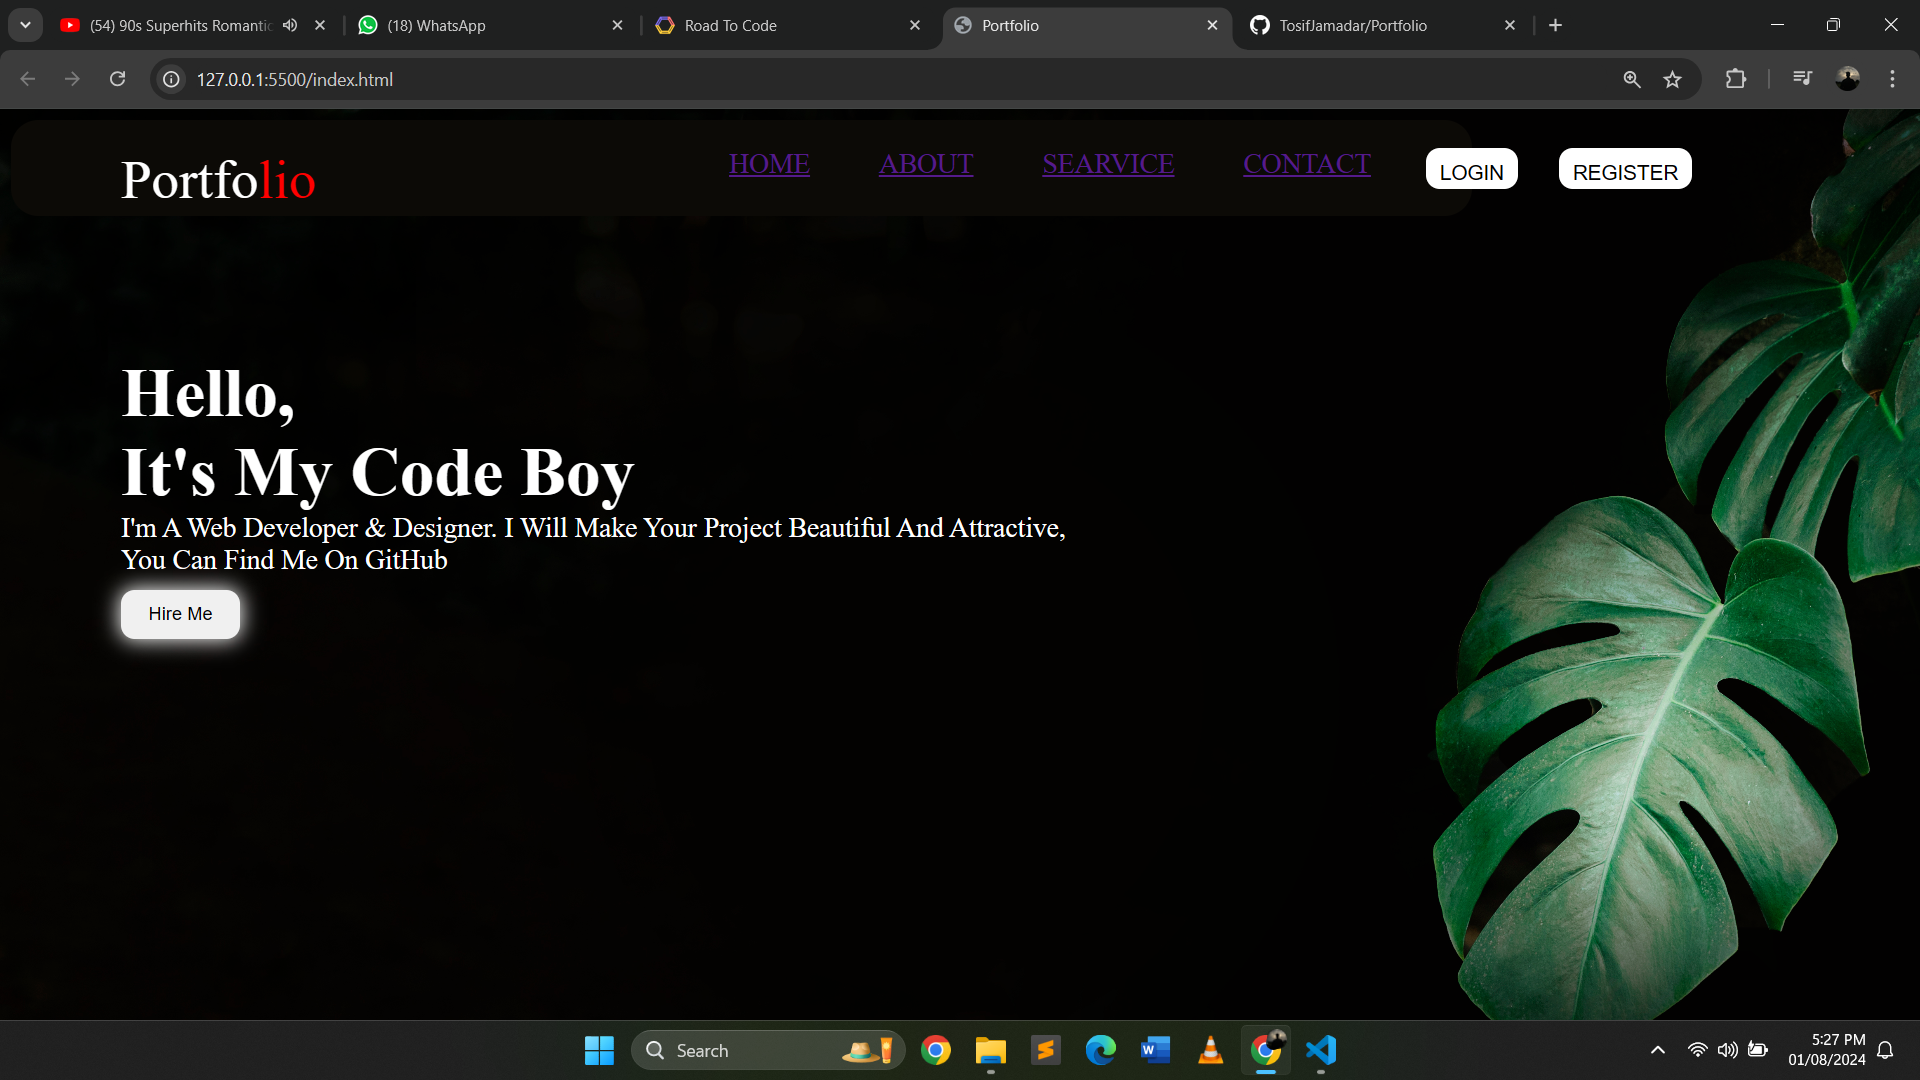 (54) 90s Superhits Romantic
(18) WhatsApp
Road To Code
Portfolio
TosifJamadar/Portfolio
127.0.0.1:5500/index.html
Portfolio
HOME
ABOUT
SEARVICE
CONTACT
LOGIN
REGISTER
Hello,
It's My Code Boy
I'm A Web Developer & Designer. I Will Make Your Project Beautiful And Attractive,
You Can Find Me On GitHub
Hire Me
Search
5:27 PM
01/08/2024